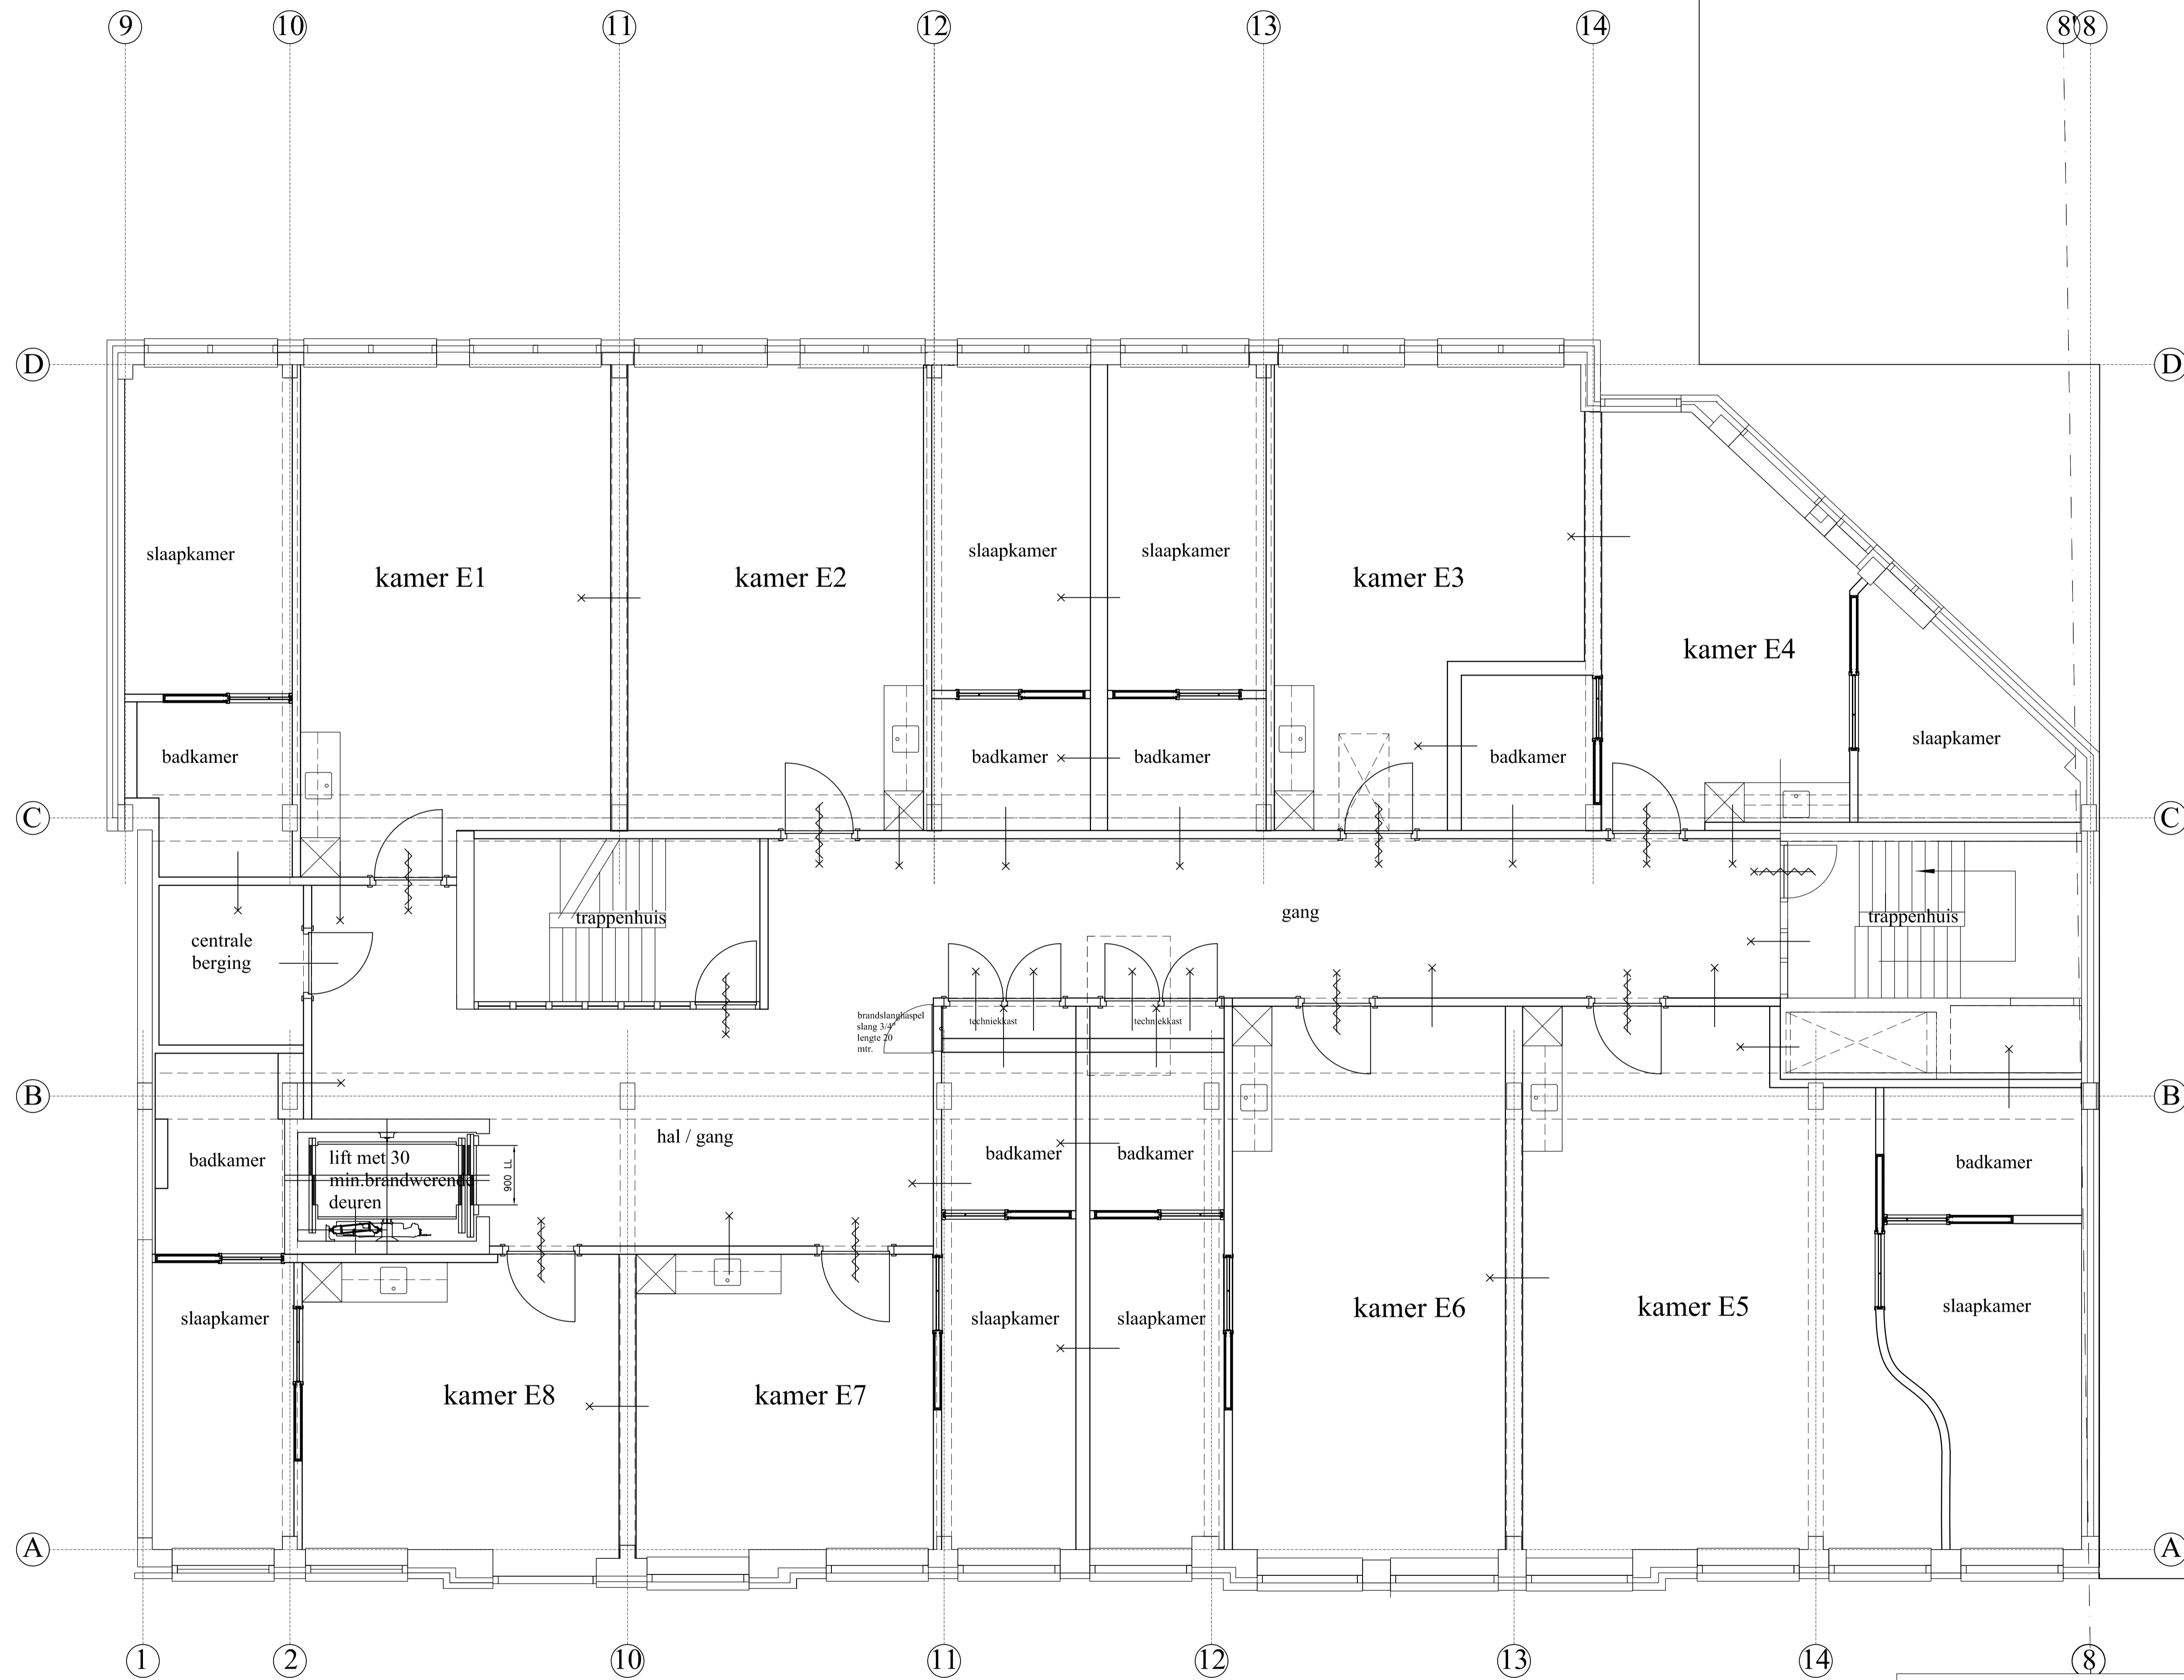 9 10 11 12 13 14 8' 8
D D
slaapkamer slaapkamer slaapkamer
kamer E1 kamer E2 kamer E3
kamer E4
slaapkamer
badkamer badkamer badkamer badkamer
C C
trappenhuis gang trappenhuis
centrale
berging
brandslanghaspel
slang 3/4"
lengte 20
mtr.
techniekkast techniekkast
B B
hal / gang
badkamer badkamer badkamer badkamer
lift met 30
min.brandwerende
deuren
900 LL
slaapkamer slaapkamer slaapkamer slaapkamer
kamer E6 kamer E5
kamer E8 kamer E7
A A
1 2 10 11 12 13 14 8